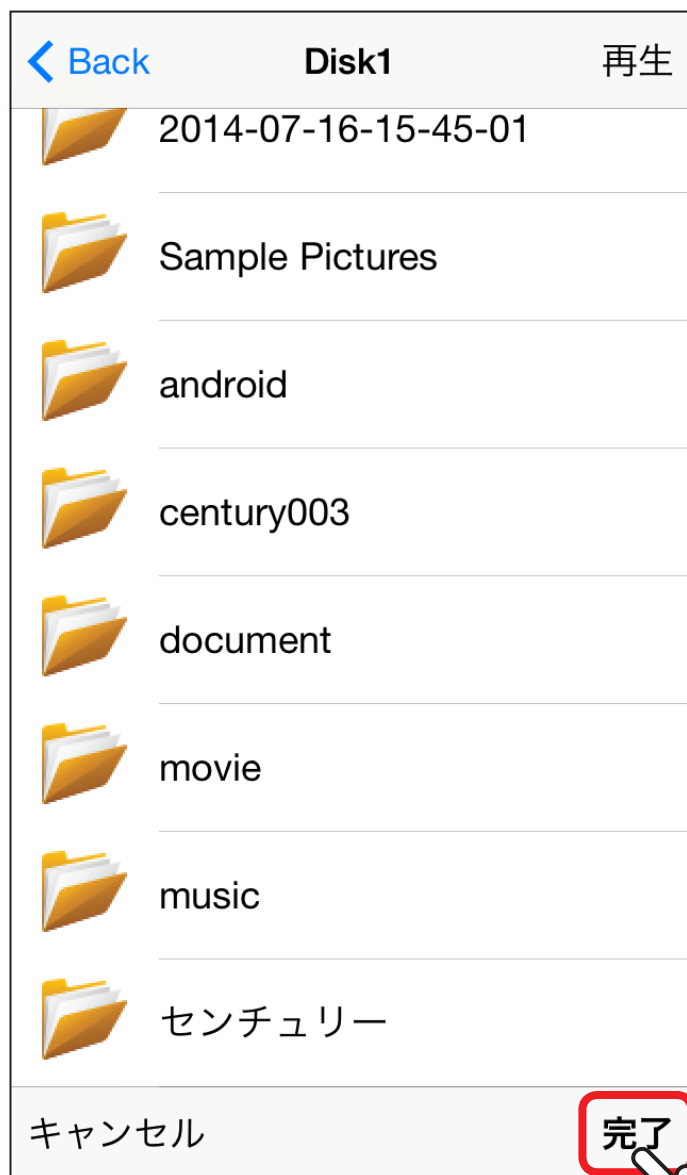 Back Disk1 再生
2014-07-16-15-45-01
Sample Pictures
android
century003
document
movie
music
センチュリー
キャンセル 完了